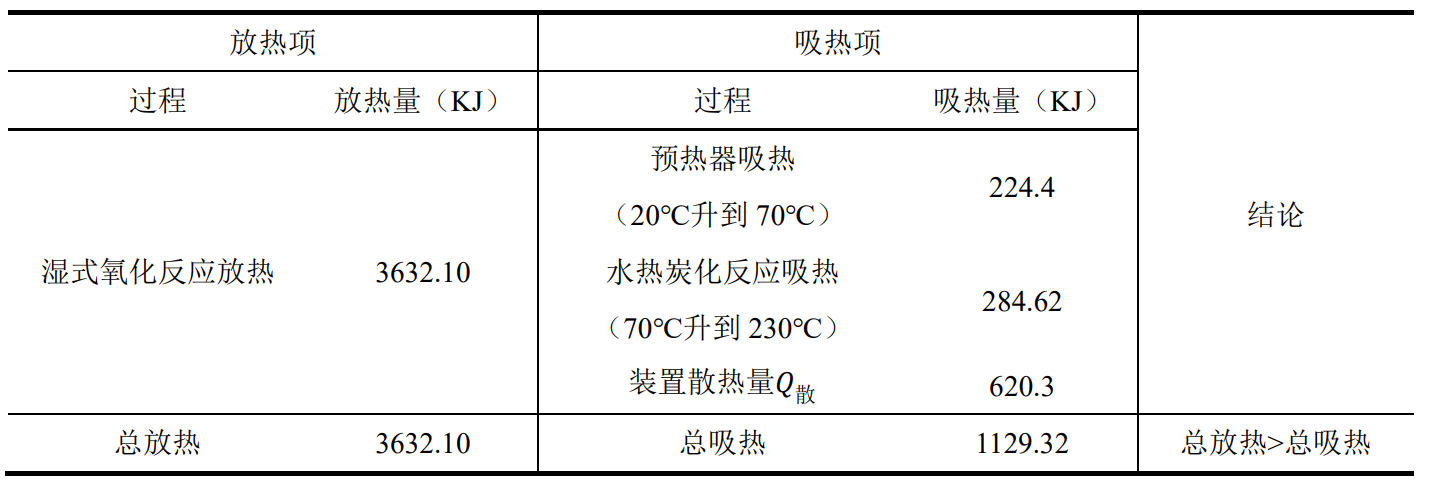 放热项 吸热项
过程 放热量（KJ） 过程 吸热量（KJ）
预热器吸热
（20℃升到 70℃）
224.4
结论
湿式氧化反应放热 3632.10
水热炭化反应吸热
（70℃升到 230℃）
284.62
装置散热量Q散 620.3
总放热 3632.10 总吸热 1129.32 总放热>总吸热